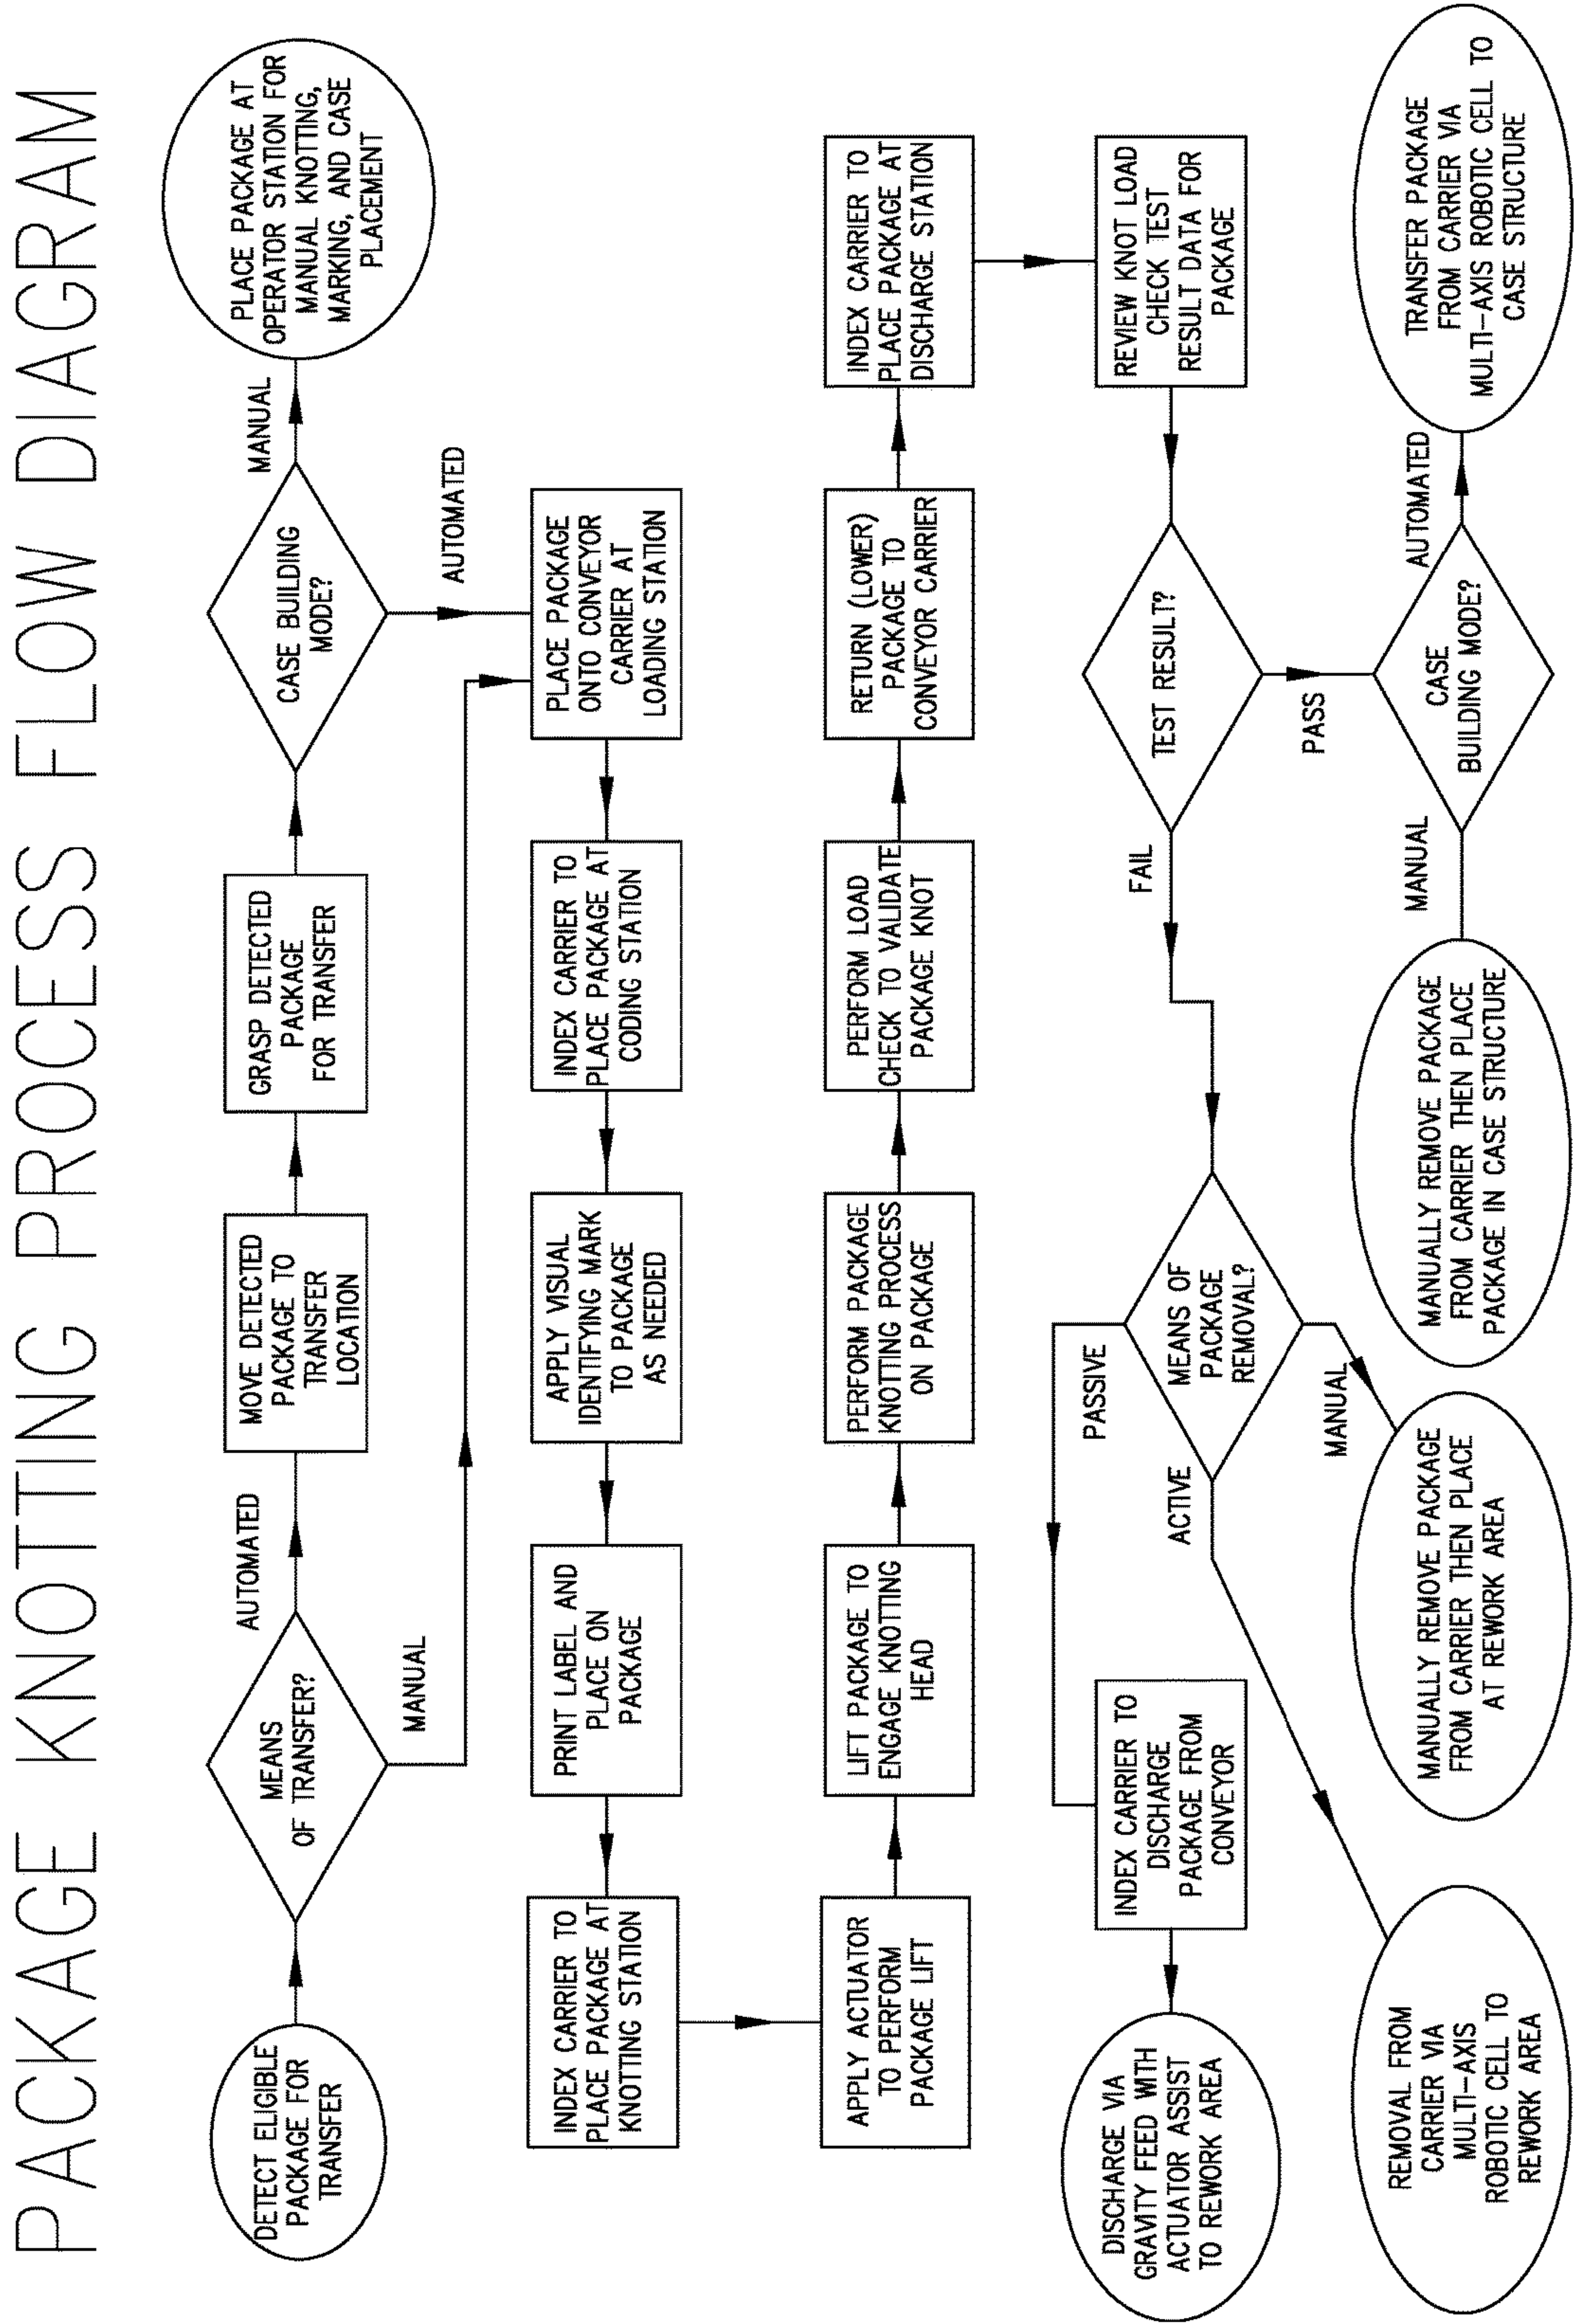 PACKAGE KNOTTING PROCESS FLOW DIAGRAM
DETECT ELIGIBLE
PACKAGE FOR
TRANSFER
MEANS
OF TRANSFER?
AUTOMATED
MANUAL
MOVE DETECTED
PACKAGE TO
TRANSFER
LOCATION
GRASP DETECTED
PACKAGE
FOR TRANSFER
CASE BUILDING
MODE?
MANUAL
AUTOMATED
PLACE PACKAGE AT
OPERATOR STATION FOR
MANUAL KNOTTING,
MARKING, AND CASE
PLACEMENT
PLACE PACKAGE
ONTO CONVEYOR
CARRIER AT
LOADING STATION
INDEX CARRIER TO
PLACE PACKAGE AT
CODING STATION
APPLY VISUAL
IDENTIFYING MARK
TO PACKAGE
AS NEEDED
PRINT LABEL AND
PLACE ON
PACKAGE
INDEX CARRIER TO
PLACE PACKAGE AT
KNOTTING STATION
APPLY ACTUATOR
TO PERFORM
PACKAGE LIFT
LIFT PACKAGE TO
ENGAGE KNOTTING
HEAD
PERFORM PACKAGE
KNOTTING PROCESS
ON PACKAGE
PERFORM LOAD
CHECK TO VALIDATE
PACKAGE KNOT
RETURN (LOWER)
PACKAGE TO
CONVEYOR CARRIER
INDEX CARRIER TO
PLACE PACKAGE AT
DISCHARGE STATION
REVIEW KNOT LOAD
CHECK TEST
RESULT DATA FOR
PACKAGE
TEST RESULT?
FAIL
PASS
MEANS OF
PACKAGE
REMOVAL?
PASSIVE
ACTIVE
MANUAL
INDEX CARRIER TO
DISCHARGE
PACKAGE FROM
CONVEYOR
DISCHARGE VIA
GRAVITY FEED WITH
ACTUATOR ASSIST
TO REWORK AREA
REMOVAL FROM
CARRIER VIA
MULTI-AXIS
ROBOTIC CELL TO
REWORK AREA
MANUALLY REMOVE PACKAGE
FROM CARRIER THEN PLACE
AT REWORK AREA
CASE
BUILDING MODE?
MANUAL
AUTOMATED
MANUALLY REMOVE PACKAGE
FROM CARRIER THEN PLACE
PACKAGE IN CASE STRUCTURE
TRANSFER PACKAGE
FROM CARRIER VIA
MULTI-AXIS ROBOTIC CELL TO
CASE STRUCTURE